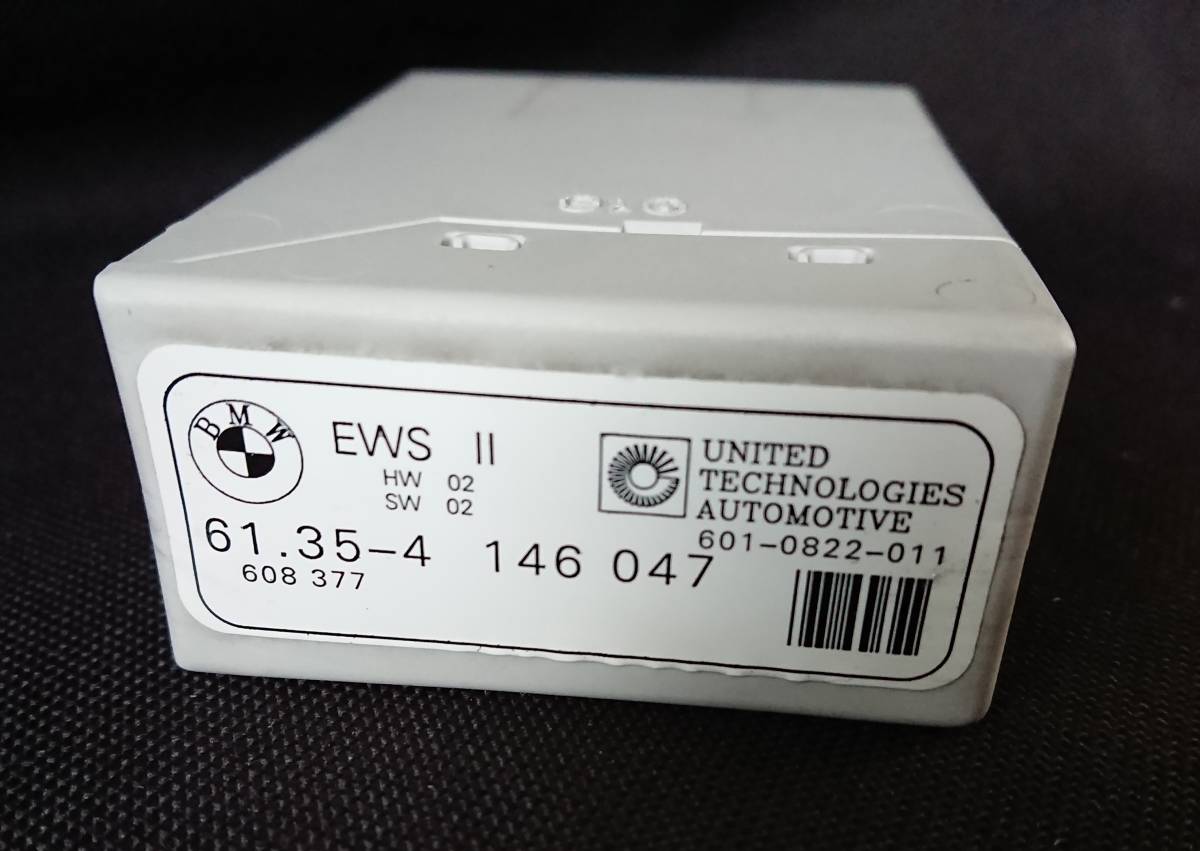 BMW
EWS II
HW 02
SW 02
61.35-4 146 047
608 377
UNITED
TECHNOLOGIES
AUTOMOTIVE
601-0822-011